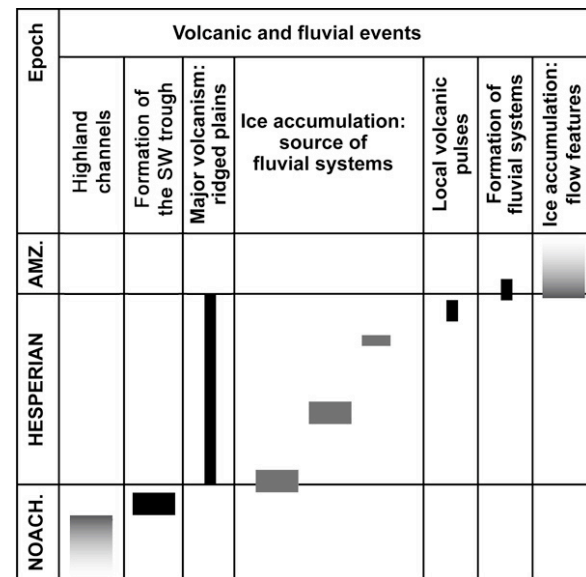 Epoch
Volcanic and fluvial events
Highland
channels
Formation of
the SW trough
Major volcanism:
ridged plains
Ice accumulation:
source of
fluvial systems
Local volcanic
pulses
Formation of
fluvial systems
Ice accumulation:
flow features
AMZ.
HESPERIAN
NOACH.